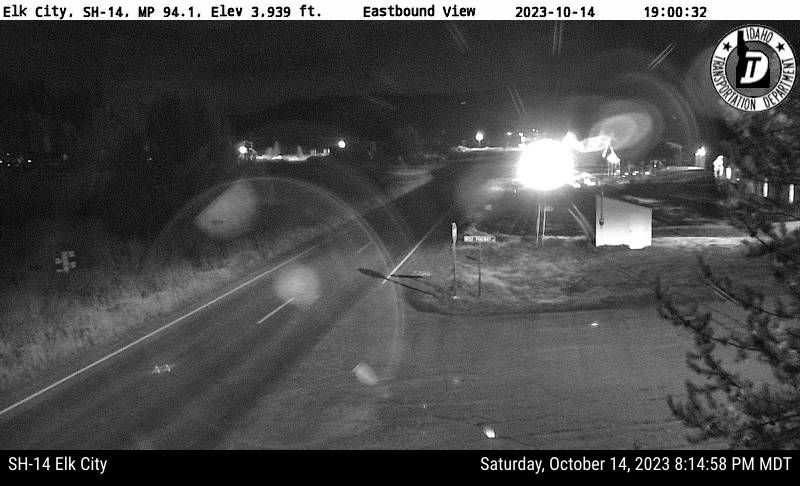 Elk City, SH-14, MP 94.1, Elev 3,939 ft. Eastbound View 2023-10-14 19:00:32
IDAHO
TRANSPORTATION DEPARTMENT
SH-14 Elk City Saturday, October 14, 2023 8:14:58 PM MDT